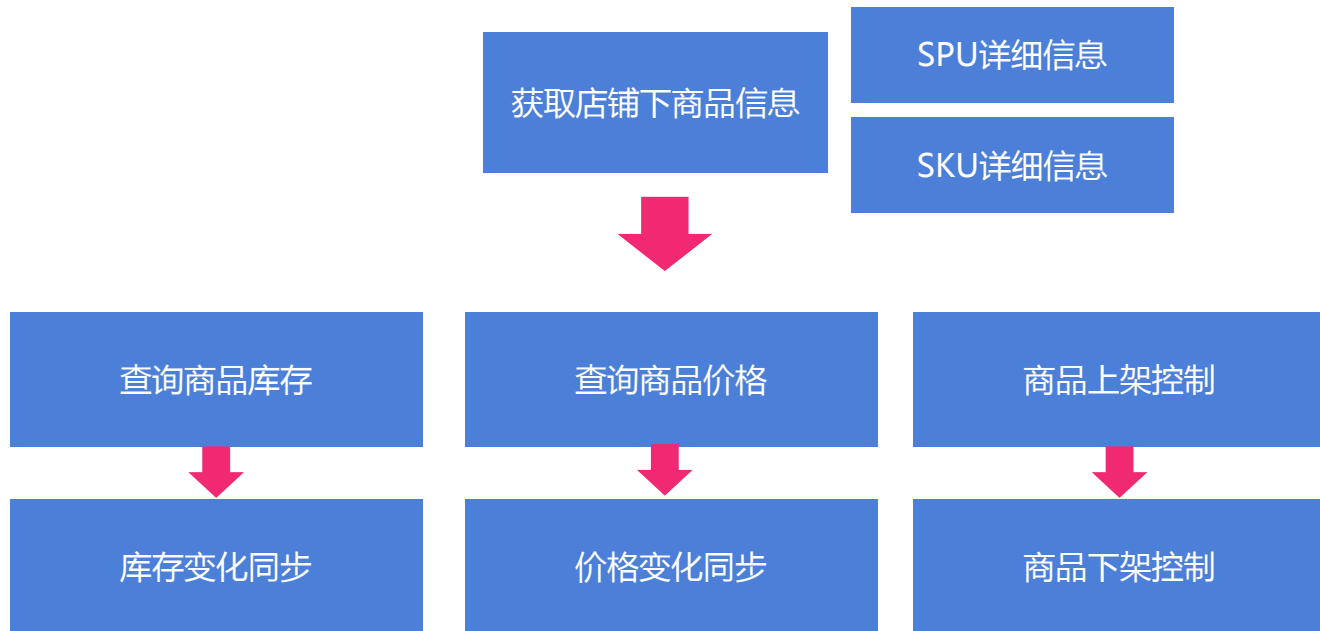 获取店铺下商品信息
SPU详细信息
SKU详细信息
查询商品库存
查询商品价格
商品上架控制
库存变化同步
价格变化同步
商品下架控制